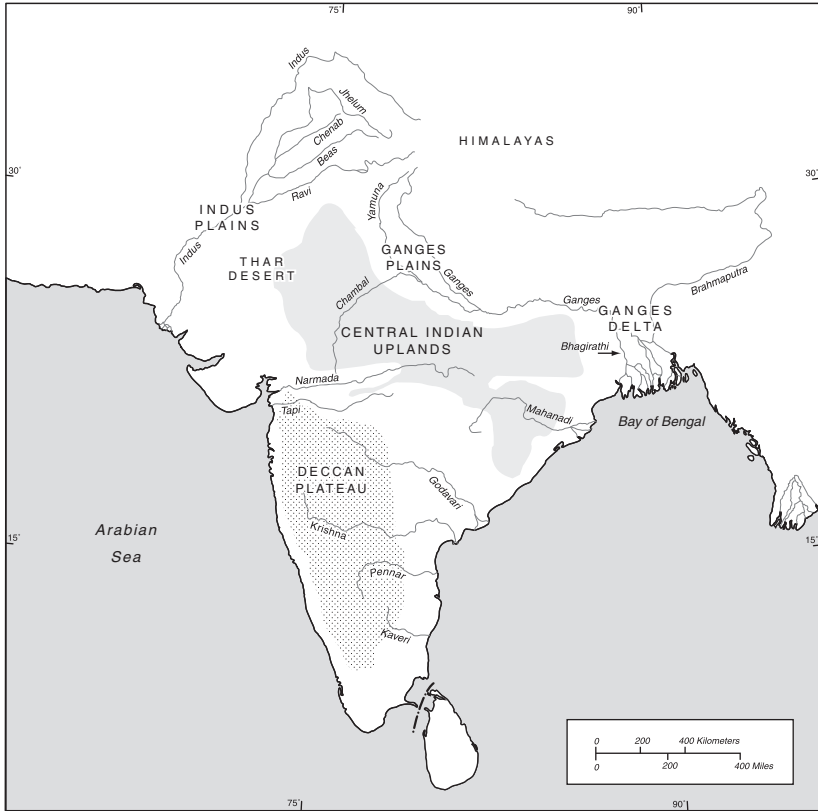 75°
90°
Indus
Jhelum
Chenab
Beas
HIMALAYAS
30°
30°
Ravi
Yamuna
INDUS
PLAINS
Indus
THAR
DESERT
GANGES
PLAINS
Ganges
Chambal
Brahmaputra
Ganges
GANGES
DELTA
CENTRAL INDIAN
UPLANDS
Bhagirathi
Narmada
Tapi
Mahanadi
Bay of Bengal
DECCAN
PLATEAU
Godavari
Arabian
Sea
Krishna
15°
15°
Pennar
Kaveri
0 200 400 Kilometers
0 200 400 Miles
75°
90°